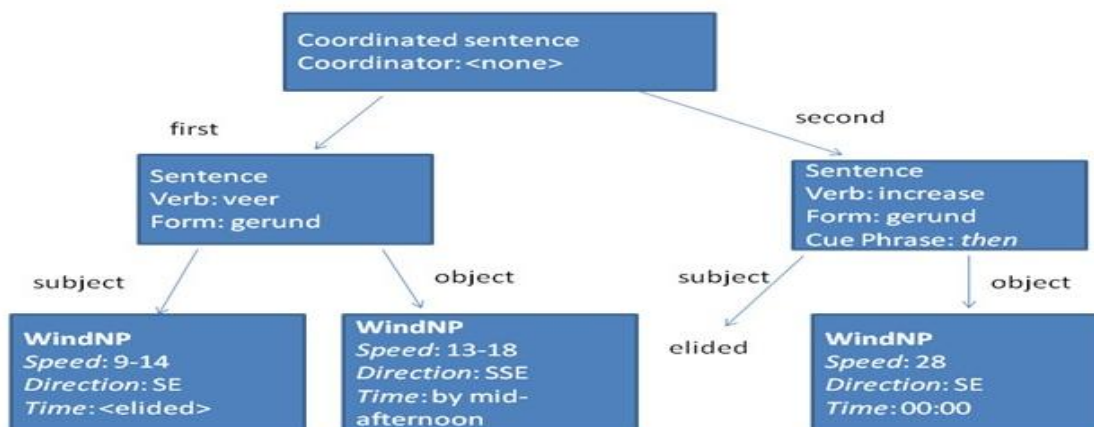 Coordinated sentence
Coordinator: <none>
first
second
Sentence
Verb: veer
Form: gerund
Sentence
Verb: increase
Form: gerund
Cue Phrase: then
subject
object
subject
object
WindNP
Speed: 9-14
Direction: SE
Time: <elided>
WindNP
Speed: 13-18
Direction: SSE
Time: by mid-
afternoon
elided
WindNP
Speed: 28
Direction: SE
Time: 00:00